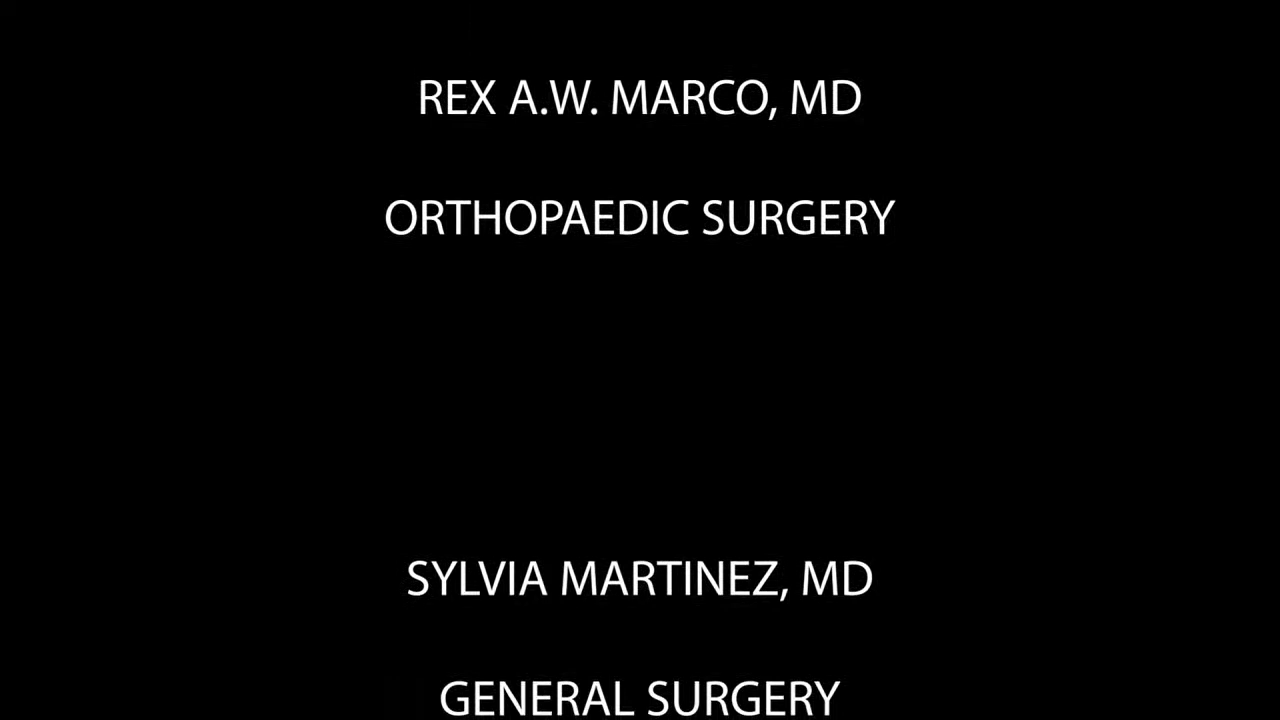 REX A.W. MARCO, MD
ORTHOPAEDIC SURGERY
SYLVIA MARTINEZ, MD
GENERAL SURGERY